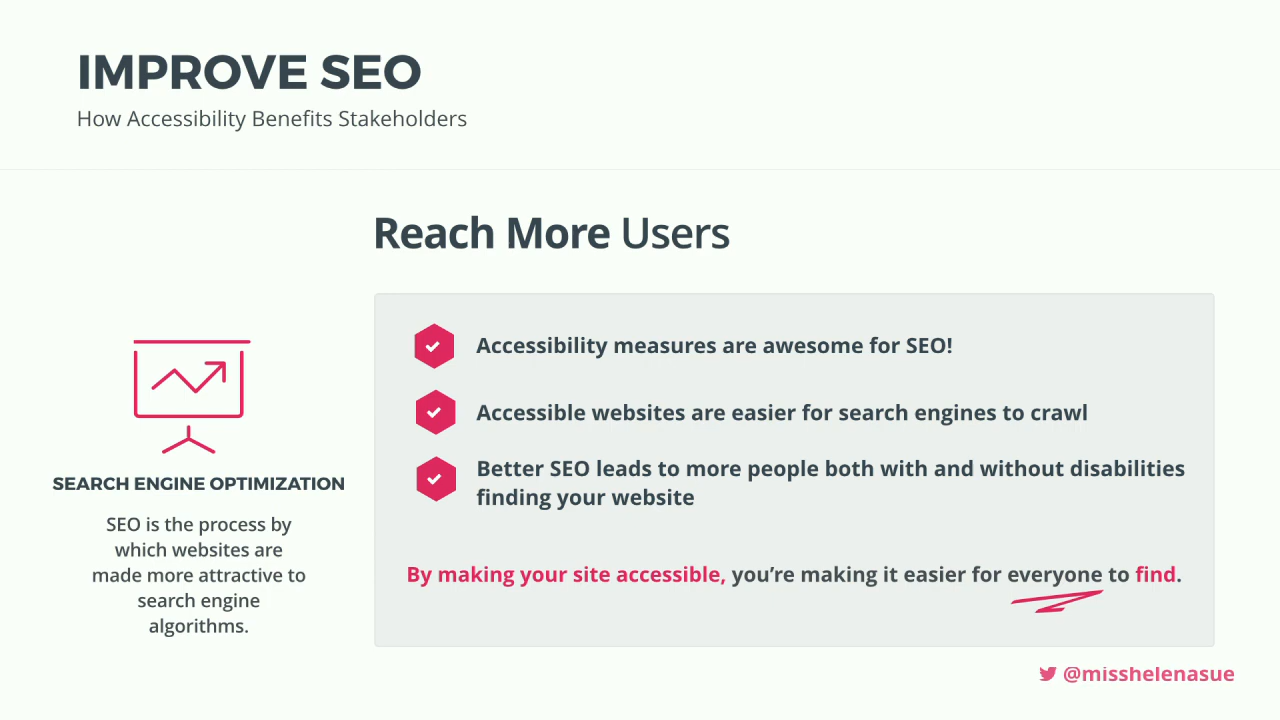 IMPROVE SEO
How Accessibility Benefits Stakeholders
Reach More Users
SEARCH ENGINE OPTIMIZATION
SEO is the process by
which websites are
made more attractive to
search engine
algorithms.
Accessibility measures are awesome for SEO!
Accessible websites are easier for search engines to crawl
Better SEO leads to more people both with and without disabilities
finding your website
By making your site accessible, you’re making it easier for everyone to find.
@misshelenasue